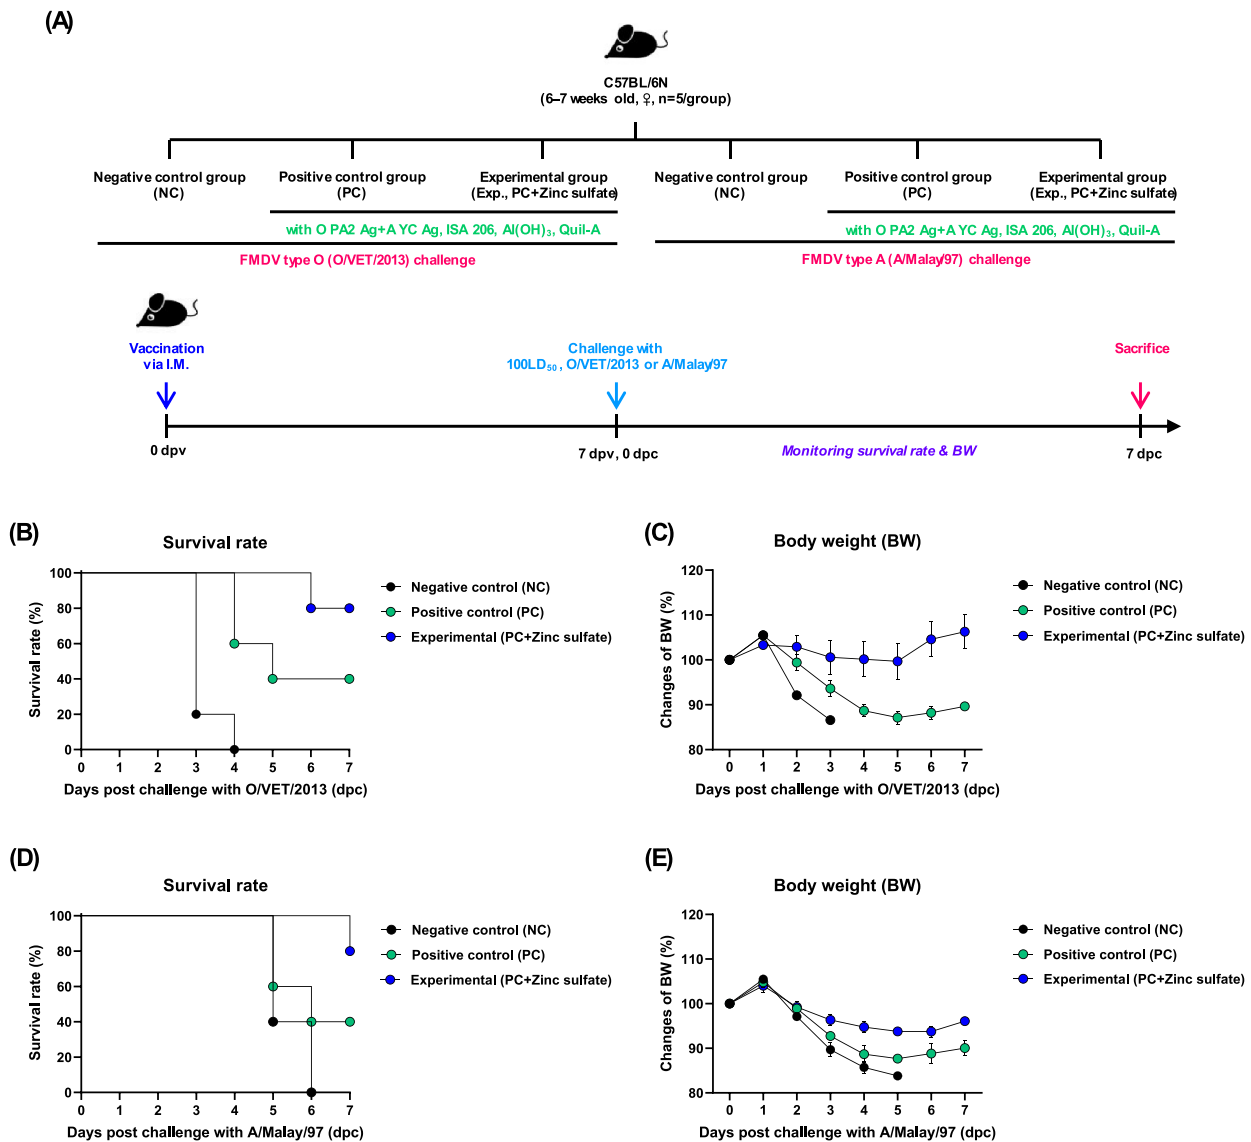 (A)
C57BL/6N
(6–7 weeks old, ♀, n=5/group)
Negative control group
(NC)
Positive control group
(PC)
Experimental group
(Exp., PC+Zinc sulfate)
Negative control group
(NC)
Positive control group
(PC)
Experimental group
(Exp., PC+Zinc sulfate)
with O PA2 Ag+A YC Ag, ISA 206, Al(OH)₃, Quil-A
with O PA2 Ag+A YC Ag, ISA 206, Al(OH)₃, Quil-A
FMDV type O (O/VET/2013) challenge
FMDV type A (A/Malay/97) challenge
Vaccination
via I.M.
Challenge with
100LD₅₀, O/VET/2013 or A/Malay/97
Sacrifice
0 dpv
7 dpv, 0 dpc
Monitoring survival rate & BW
7 dpc
(B)
Survival rate
Survival rate (%)
100
80
60
40
20
0
0 1 2 3 4 5 6 7
Days post challenge with O/VET/2013 (dpc)
Negative control (NC)
Positive control (PC)
Experimental (PC+Zinc sulfate)
(C)
Body weight (BW)
Changes of BW (%)
120
110
100
90
80
0 1 2 3 4 5 6 7
Days post challenge with O/VET/2013 (dpc)
Negative control (NC)
Positive control (PC)
Experimental (PC+Zinc sulfate)
(D)
Survival rate
Survival rate (%)
100
80
60
40
20
0
0 1 2 3 4 5 6 7
Days post challenge with A/Malay/97 (dpc)
Negative control (NC)
Positive control (PC)
Experimental (PC+Zinc sulfate)
(E)
Body weight (BW)
Changes of BW (%)
120
110
100
90
80
0 1 2 3 4 5 6 7
Days post challenge with A/Malay/97 (dpc)
Negative control (NC)
Positive control (PC)
Experimental (PC+Zinc sulfate)